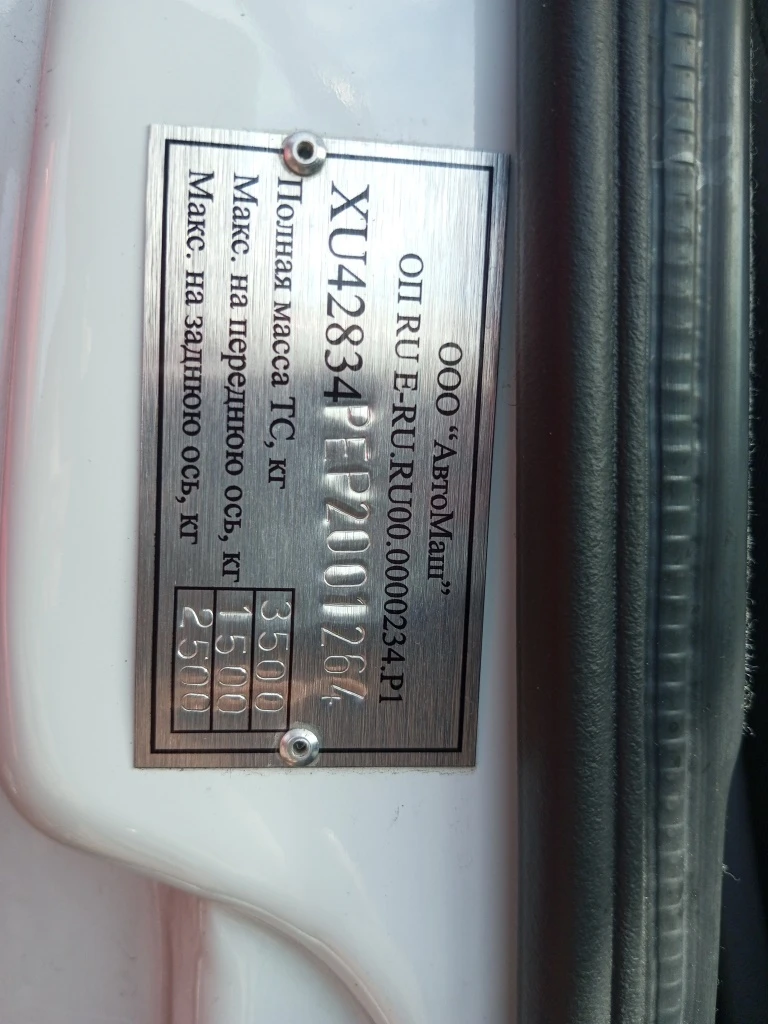 ООО “АвтоМаш”
ОП RU E-RU.RU00.0000234.P1
XU42834PEP2001264
Полная масса ТС, кг 3500
Макс. на переднюю ось, кг 1500
Макс. на заднюю ось, кг 2500